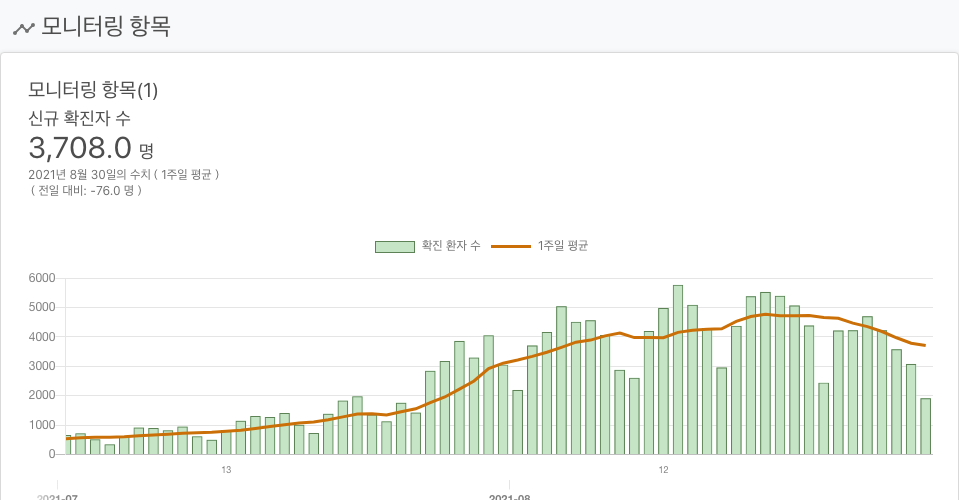 모니터링 항목
모니터링 항목(1)
신규 확진자 수
3,708.0 명
2021년 8월 30일의 수치 ( 1주일 평균 )
( 전일 대비: -76.0 명 )
확진 환자 수 1주일 평균
6000
5000
4000
3000
2000
1000
0
13 12
2021-07 2021-08